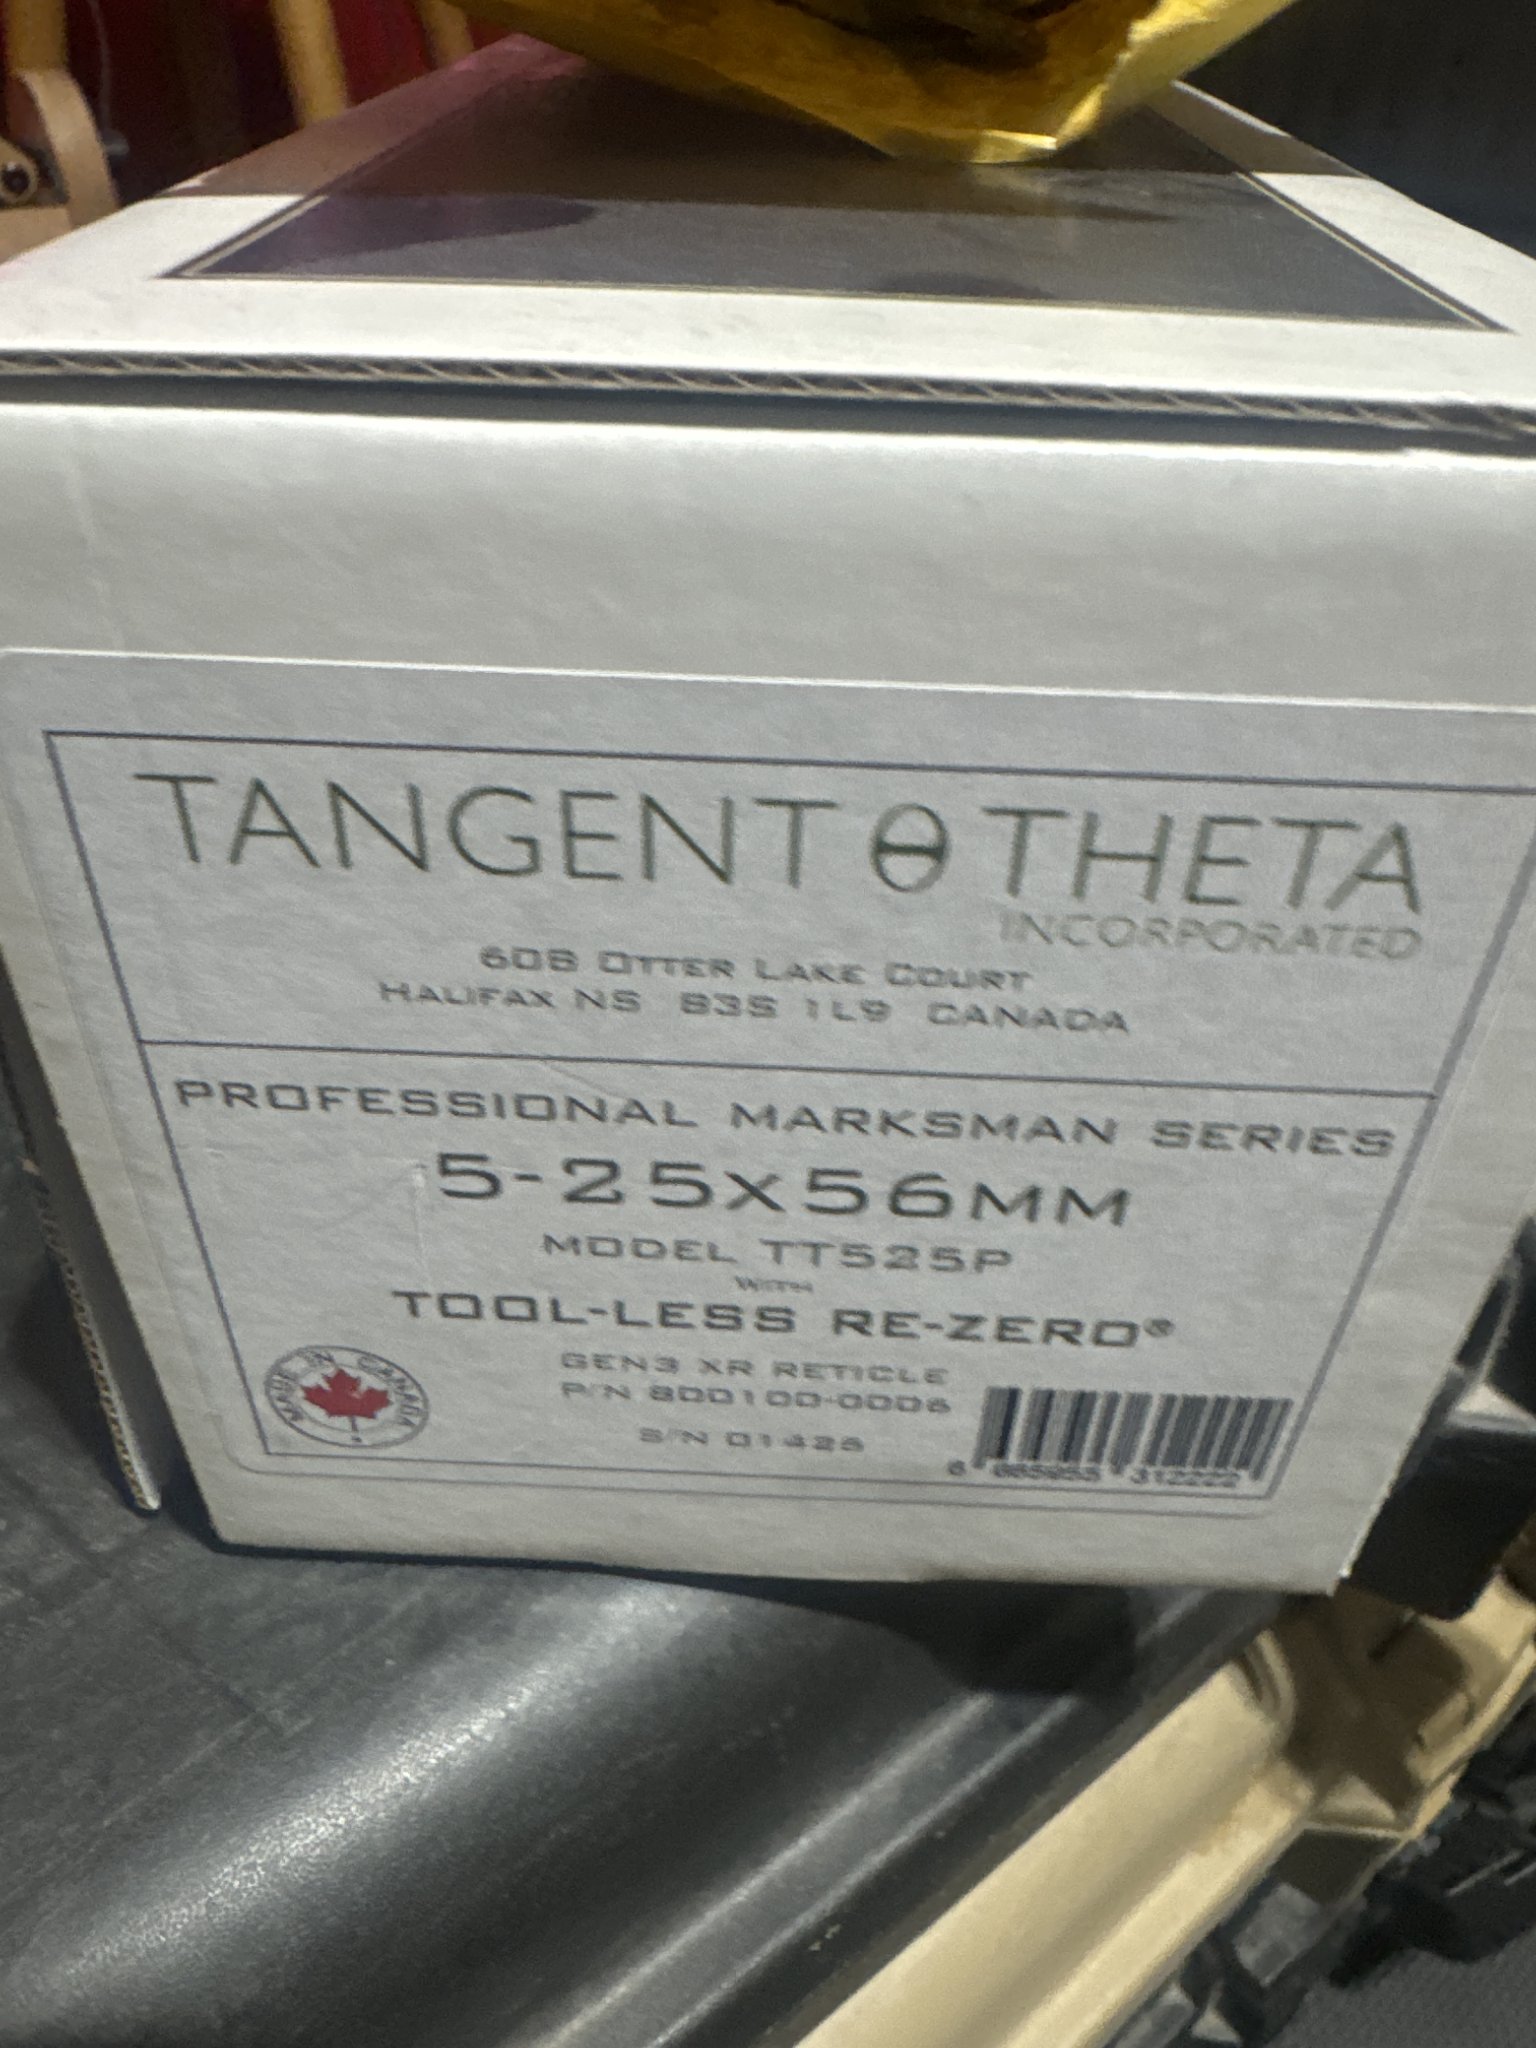 TANGENT θ THETA
INCORPORATED
608 OTTER LAKE COURT
HALIFAX NS B3S 1L9 CANADA
PROFESSIONAL MARKSMAN SERIES
5-25X56MM
MODEL TT525P
WITH
TOOL-LESS RE-ZERO®
GEN3 XR RETICLE
P/N 800100-0006
MADE IN CANADA
S/N
312222